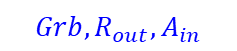 Grb, R_out, A_in